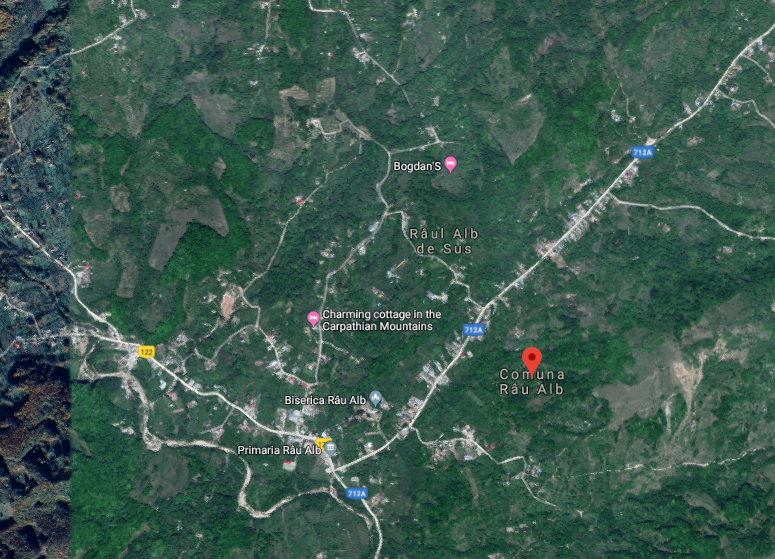 712A
Bogdan'S
Râul Alb
de Sus
Charming cottage in the
Carpathian Mountains
712A
122
Comuna
Râu Alb
Biserica Râu Alb
Primaria Râu Alb
712A